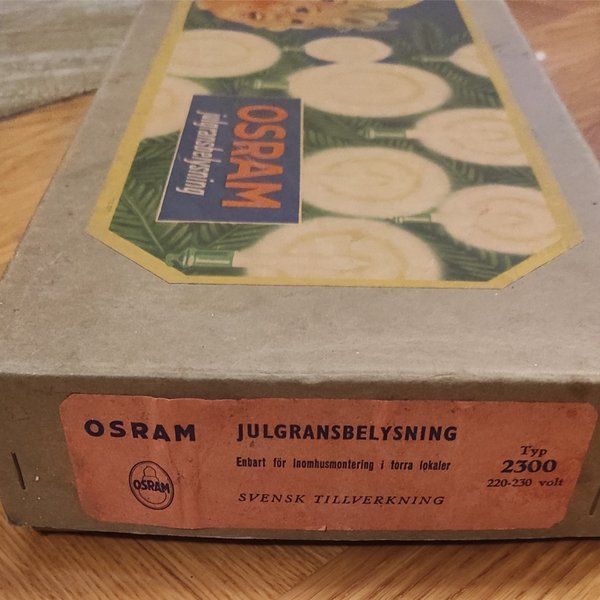 OSRAM
julgransbelysning
OSRAM
JULGRANSBELYSNING
Enbart för Inomhusmontering i torra lokaler
SVENSK TILLVERKNING
Typ
2300
220-230 volt
OSRAM